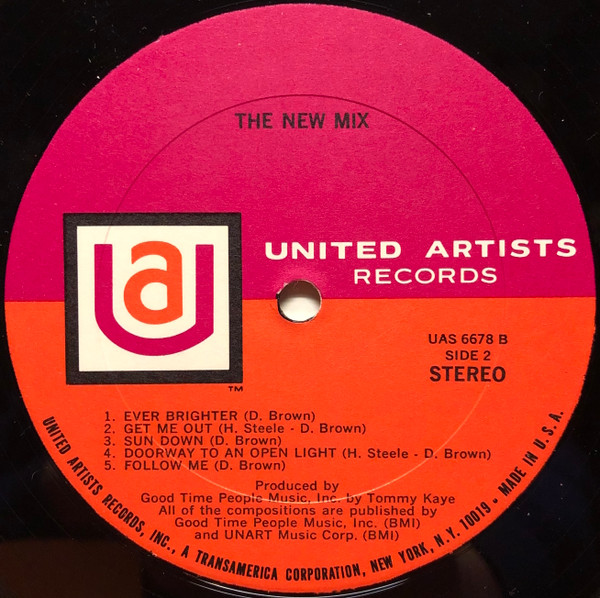 THE NEW MIX
ua
UNITED ARTISTS
RECORDS
UAS 6678 B
SIDE 2
STEREO
TM
1. EVER BRIGHTER (D. Brown)
2. GET ME OUT (H. Steele - D. Brown)
3. SUN DOWN (D. Brown)
4. DOORWAY TO AN OPEN LIGHT (H. Steele - D. Brown)
5. FOLLOW ME (D. Brown)
Produced by
Good Time People Music, Inc. by Tommy Kaye
All of the compositions are published by
Good Time People Music, Inc. (BMI)
and UNART Music Corp. (BMI)
UNITED ARTISTS RECORDS, INC., A TRANSAMERICA CORPORATION, NEW YORK, N.Y. 10019 • MADE IN U.S.A.